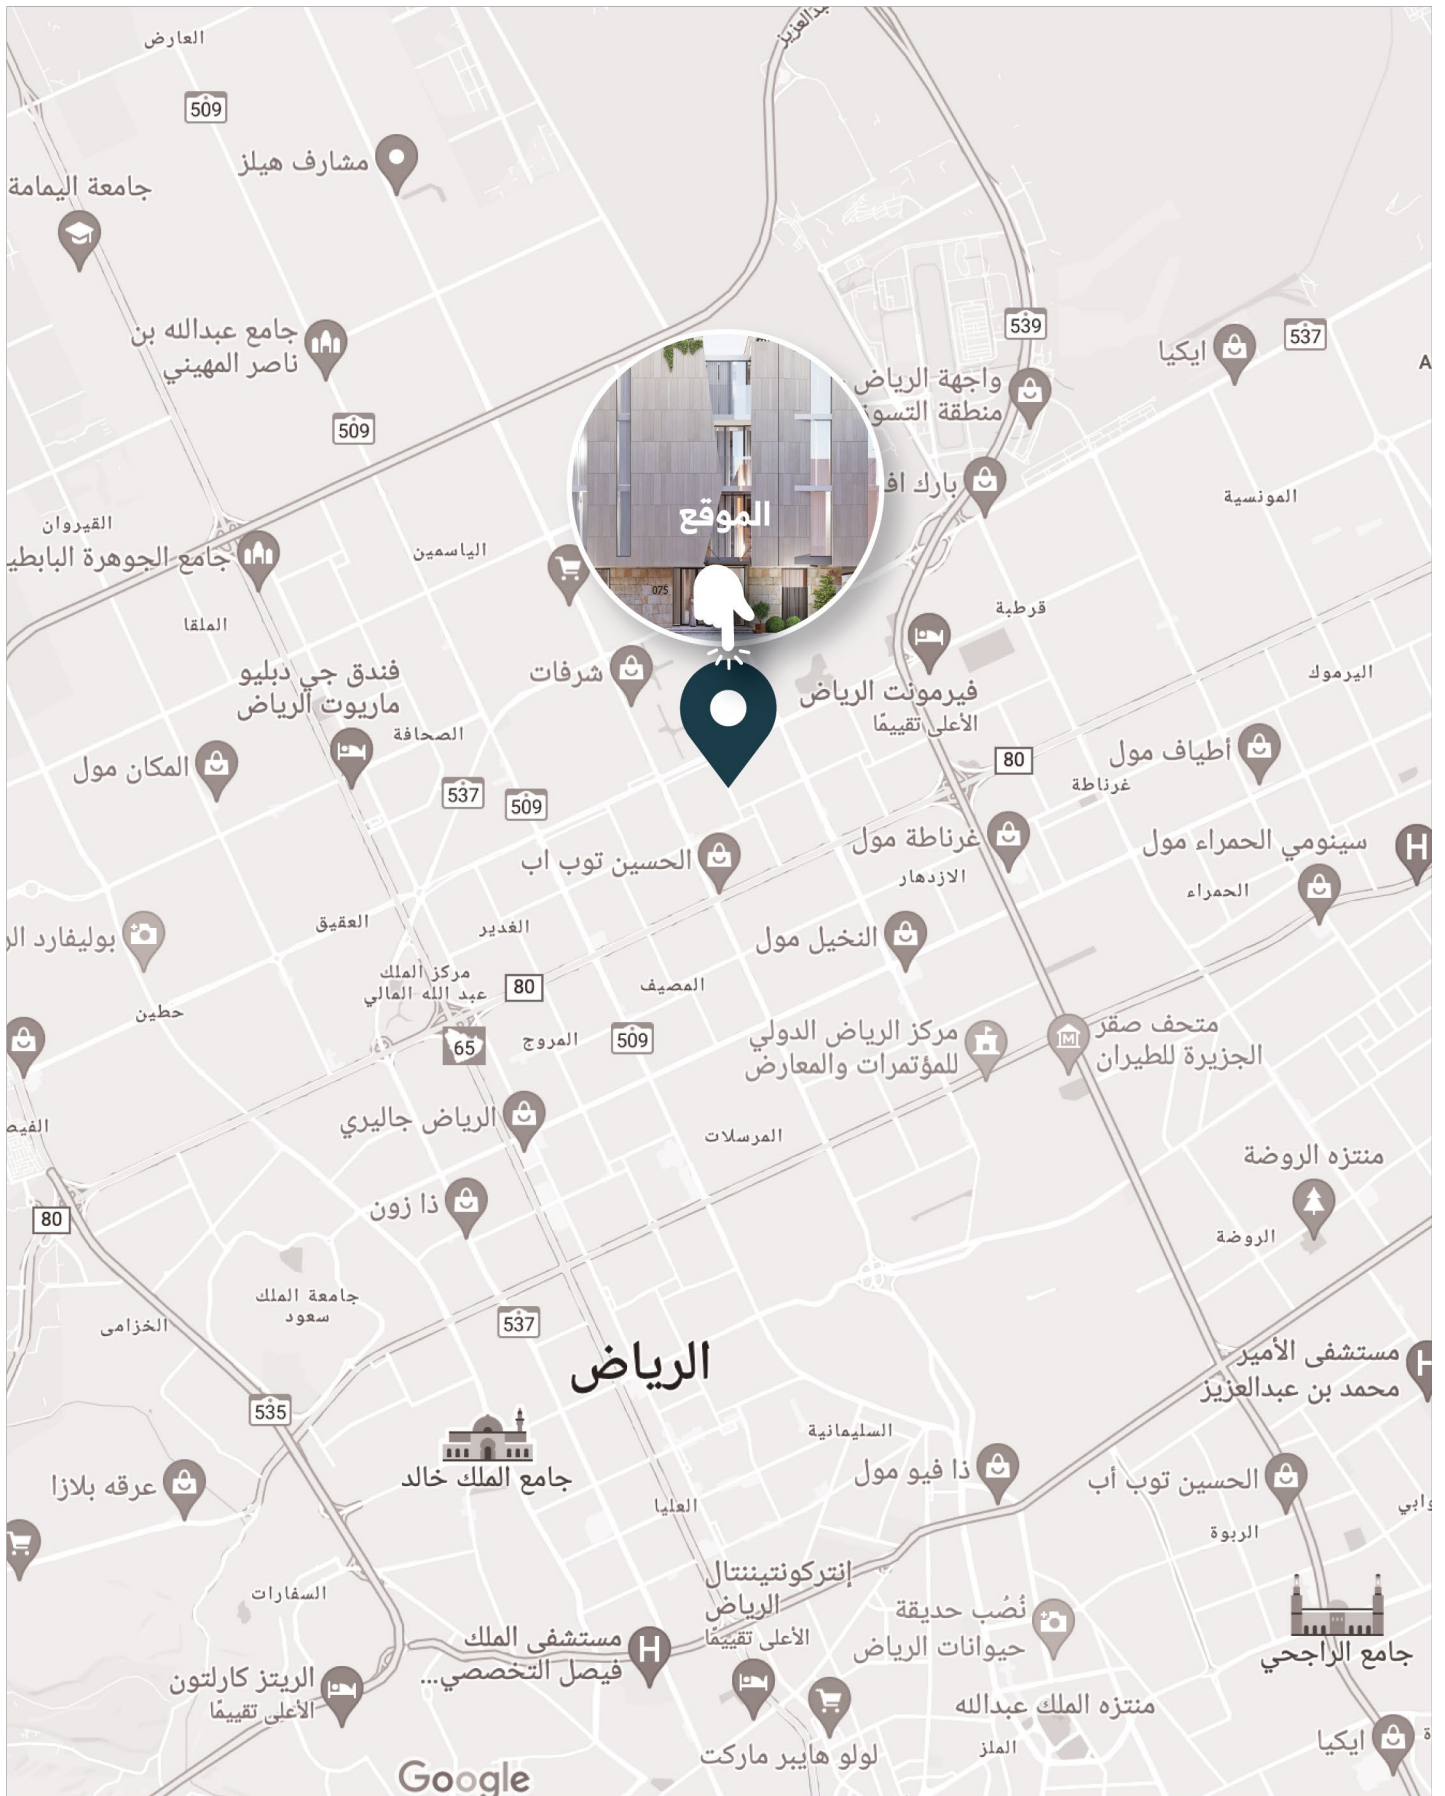 عبدالعزيز
العارض
509
مشارف هيلز
جامعة اليمامة
539
537
ايكيا
جامع عبدالله بن
ناصر المهيني
واجهة الرياض
منطقة
509
بارك
المونسية
الموقع
القيروان
الياسمين
جامع الجوهرة
075
قرطبة
الملقا
شرفات
فندق جي دبليو
ماريوت الرياض
اليرموك
فيرمونت الرياض
الأعلى تقييمًا
الصحافة
أطياف مول
80
المكان مول
غرناطة
537
509
غرناطة مول
سينومي الحمراء مول
H
الحسين توب اب
الازدهار
الحمراء
العقيق
الغدير
بوليفارد
النخيل مول
مركز الملك
عبد الله المالي
80
المصيف
حطين
65
المروج
509
مركز الرياض الدولي
للمؤتمرات والمعارض
متحف صقر
الجزيرة للطيران
M
الرياض جاليري
المرسلات
منتزه الروضة
ذا زون
80
الروضة
جامعة الملك
سعود
الخزامى
537
الرياض
مستشفى الأمير
محمد بن عبدالعزيز
H
535
السليمانية
جامع الملك خالد
ذا فيو مول
الحسين توب أب
عرقه بلازا
العليا
الربوة
إنتركونتيننتال
الرياض
الأعلى تقييمًا
السفارات
نُصُب حديقة
حيوانات الرياض
مستشفى الملك
فيصل التخصصي...
H
جامع الراجحي
الريتز كارلتون
الأعلى تقييمًا
منتزه الملك عبدالله
لولو هايبر ماركت
الملز
ايكيا
Google